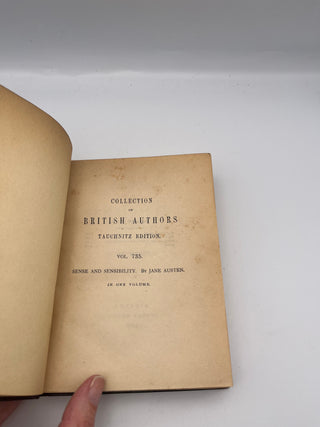 COLLECTION
OF
BRITISH AUTHORS
TAUCHNITZ EDITION.
VOL. 735.
SENSE AND SENSIBILITY. BY JANE AUSTEN.
IN ONE VOLUME.